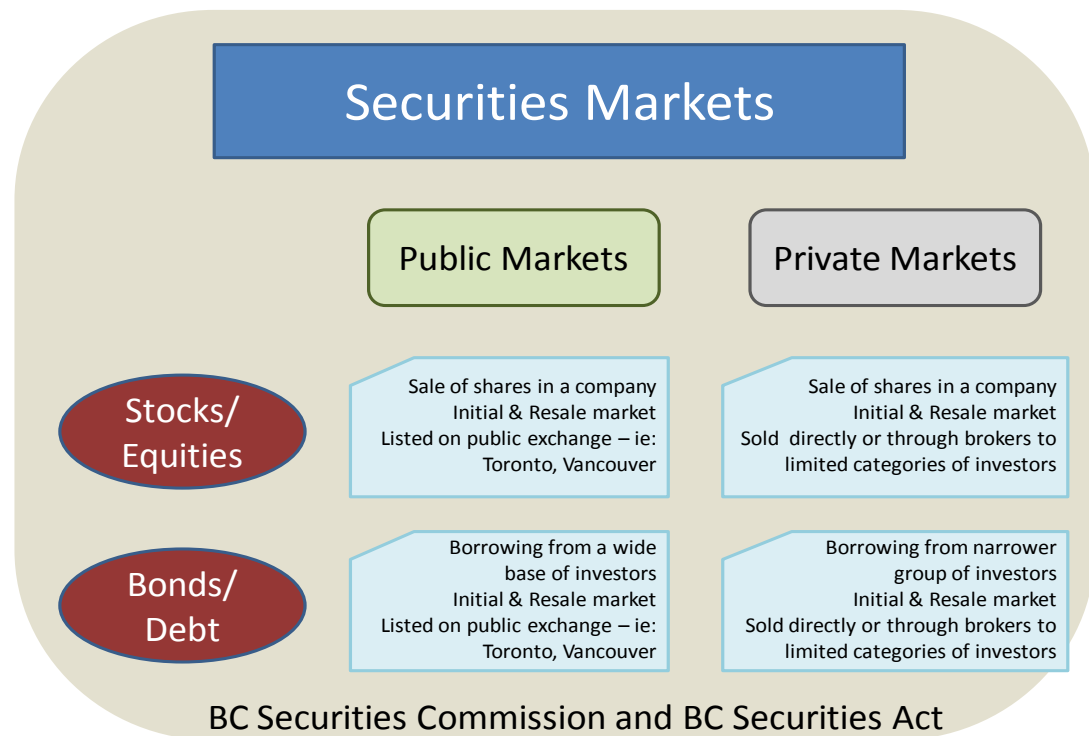 Securities Markets
Public Markets
Private Markets
Stocks/
Equities
Sale of shares in a company
Initial & Resale market
Listed on public exchange – ie:
Toronto, Vancouver
Sale of shares in a company
Initial & Resale market
Sold directly or through brokers to
limited categories of investors
Bonds/
Debt
Borrowing from a wide
base of investors
Initial & Resale market
Listed on public exchange – ie:
Toronto, Vancouver
Borrowing from narrower
group of investors
Initial & Resale market
Sold directly or through brokers to
limited categories of investors
BC Securities Commission and BC Securities Act